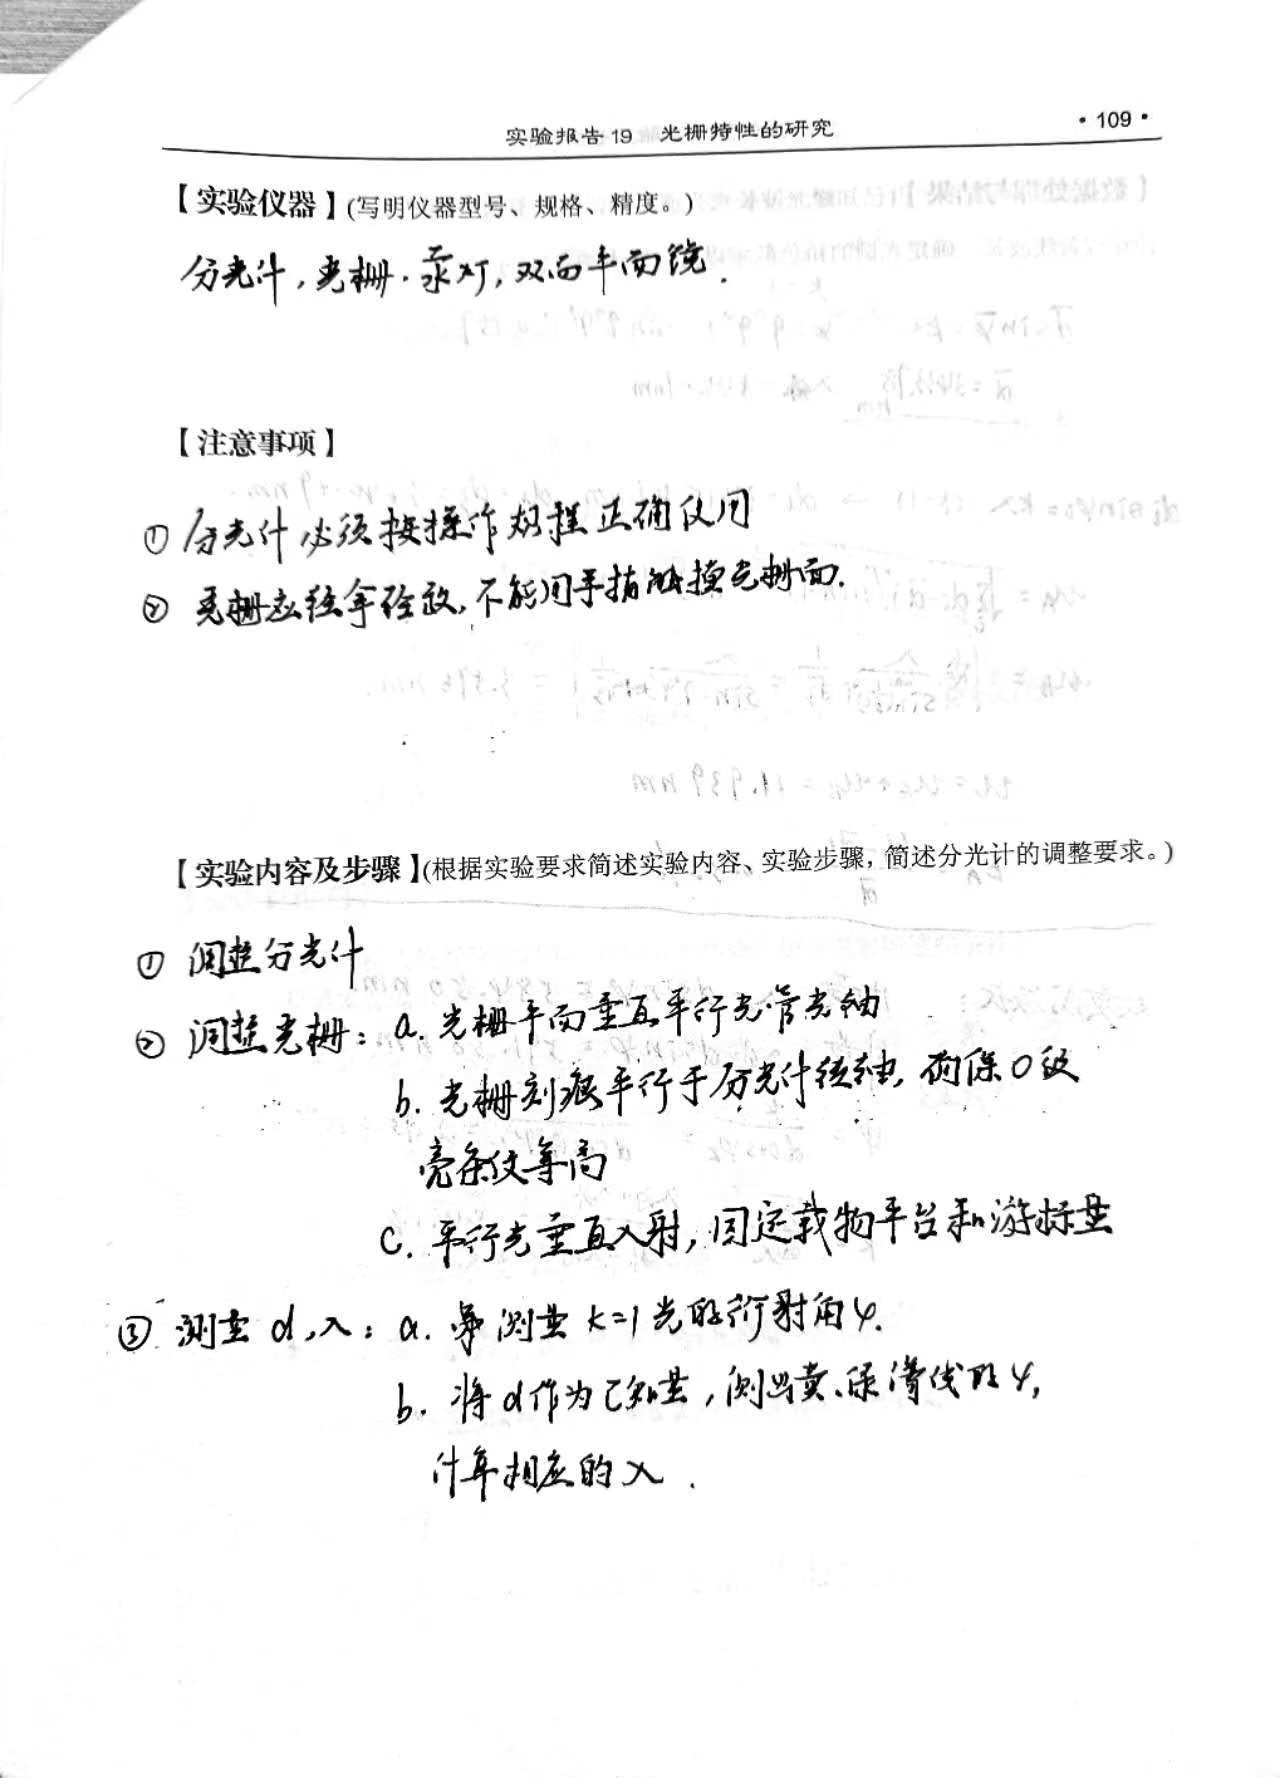 实验报告 19 光栅特性的研究 • 109 •
【实验仪器】(写明仪器型号、规格、精度。)
分光计, 光栅. 汞灯, 双面平面镜.
【注意事项】
① 分光计必须按操作规程正确使用
② 光栅应轻拿轻放, 不能用手指触摸光栅面.
【实验内容及步骤】(根据实验要求简述实验内容、实验步骤, 简述分光计的调整要求。)
① 调整分光计
② 调整光栅: a. 光栅平面垂直平行光管光轴
b. 光栅刻痕平行于分光计转轴, 确保0级
亮条纹等高
c. 平行光垂直入射, 固定载物平台和游标盘
③ 测量 d, λ: a. 测量 k=1 光的衍射角φ.
b. 将 d 作为已知量, 测出黄、绿谱线的 φ,
计算相应的 λ.